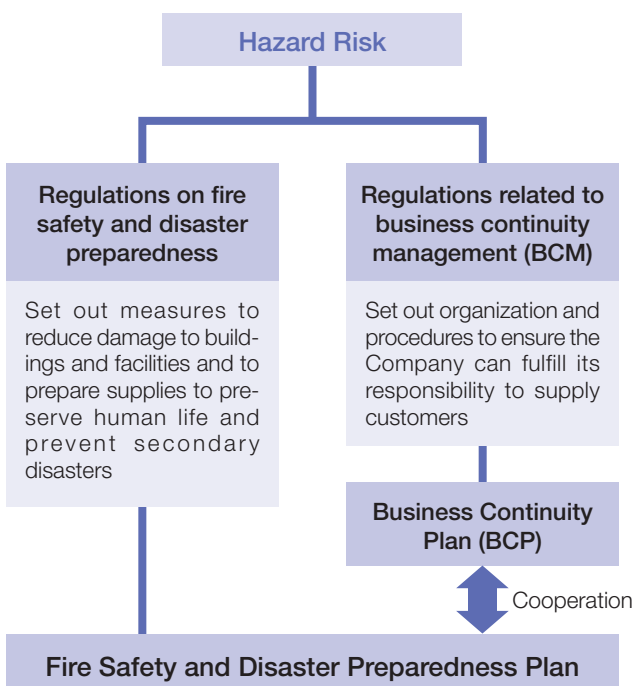 Hazard Risk
Regulations on fire
safety and disaster
preparedness
Set out measures to
reduce damage to build-
ings and facilities and to
prepare supplies to pre-
serve human life and
prevent secondary
disasters
Regulations related to
business continuity
management (BCM)
Set out organization and
procedures to ensure the
Company can fulfill its
responsibility to supply
customers
Business Continuity
Plan (BCP)
Cooperation
Fire Safety and Disaster Preparedness Plan